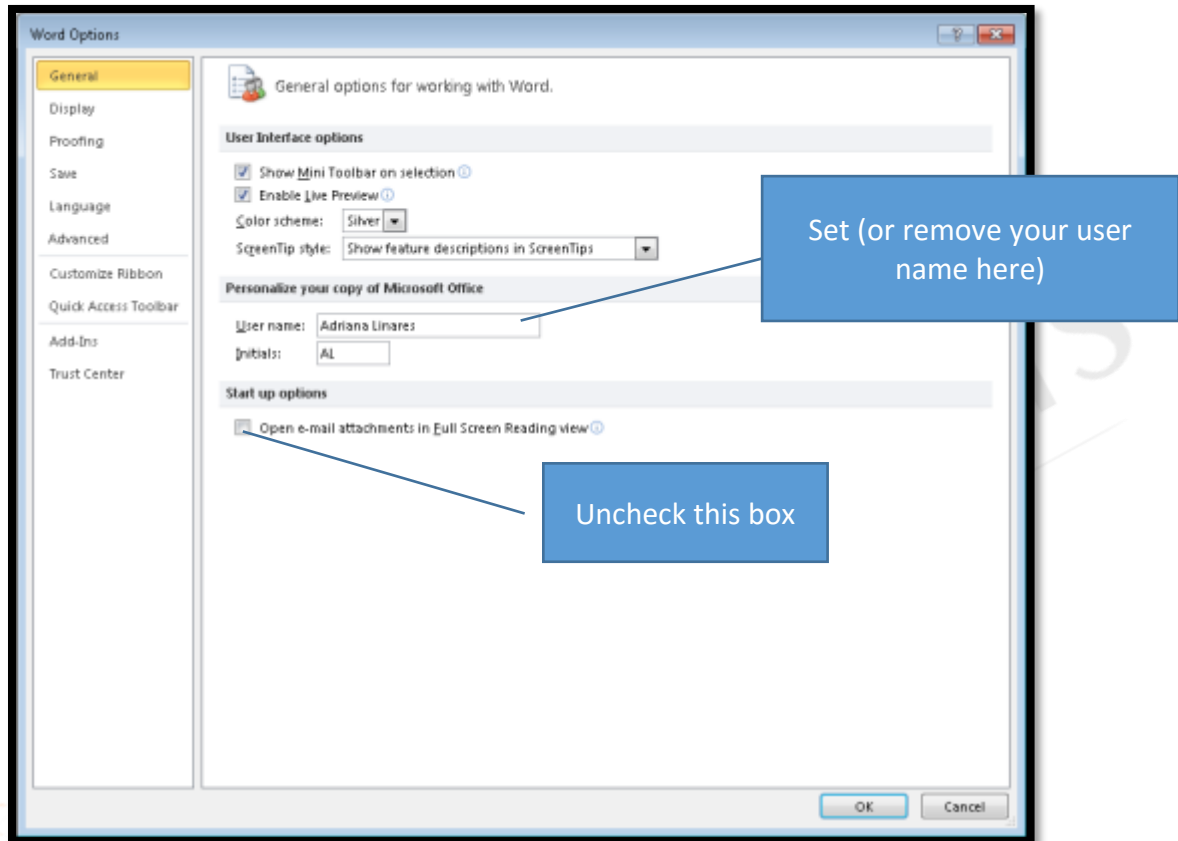 Word Options
General
Display
Proofing
Save
Language
Advanced
Customize Ribbon
Quick Access Toolbar
Add-Ins
Trust Center
General options for working with Word.
User Interface options
Show Mini Toolbar on selection
Enable Live Preview
Color scheme: Silver
ScreenTip style: Show feature descriptions in ScreenTips
Personalize your copy of Microsoft Office
User name: Adriana Linares
Initials: AL
Start up options
Open e-mail attachments in Full Screen Reading view
Set (or remove your user
name here)
Uncheck this box
OK Cancel